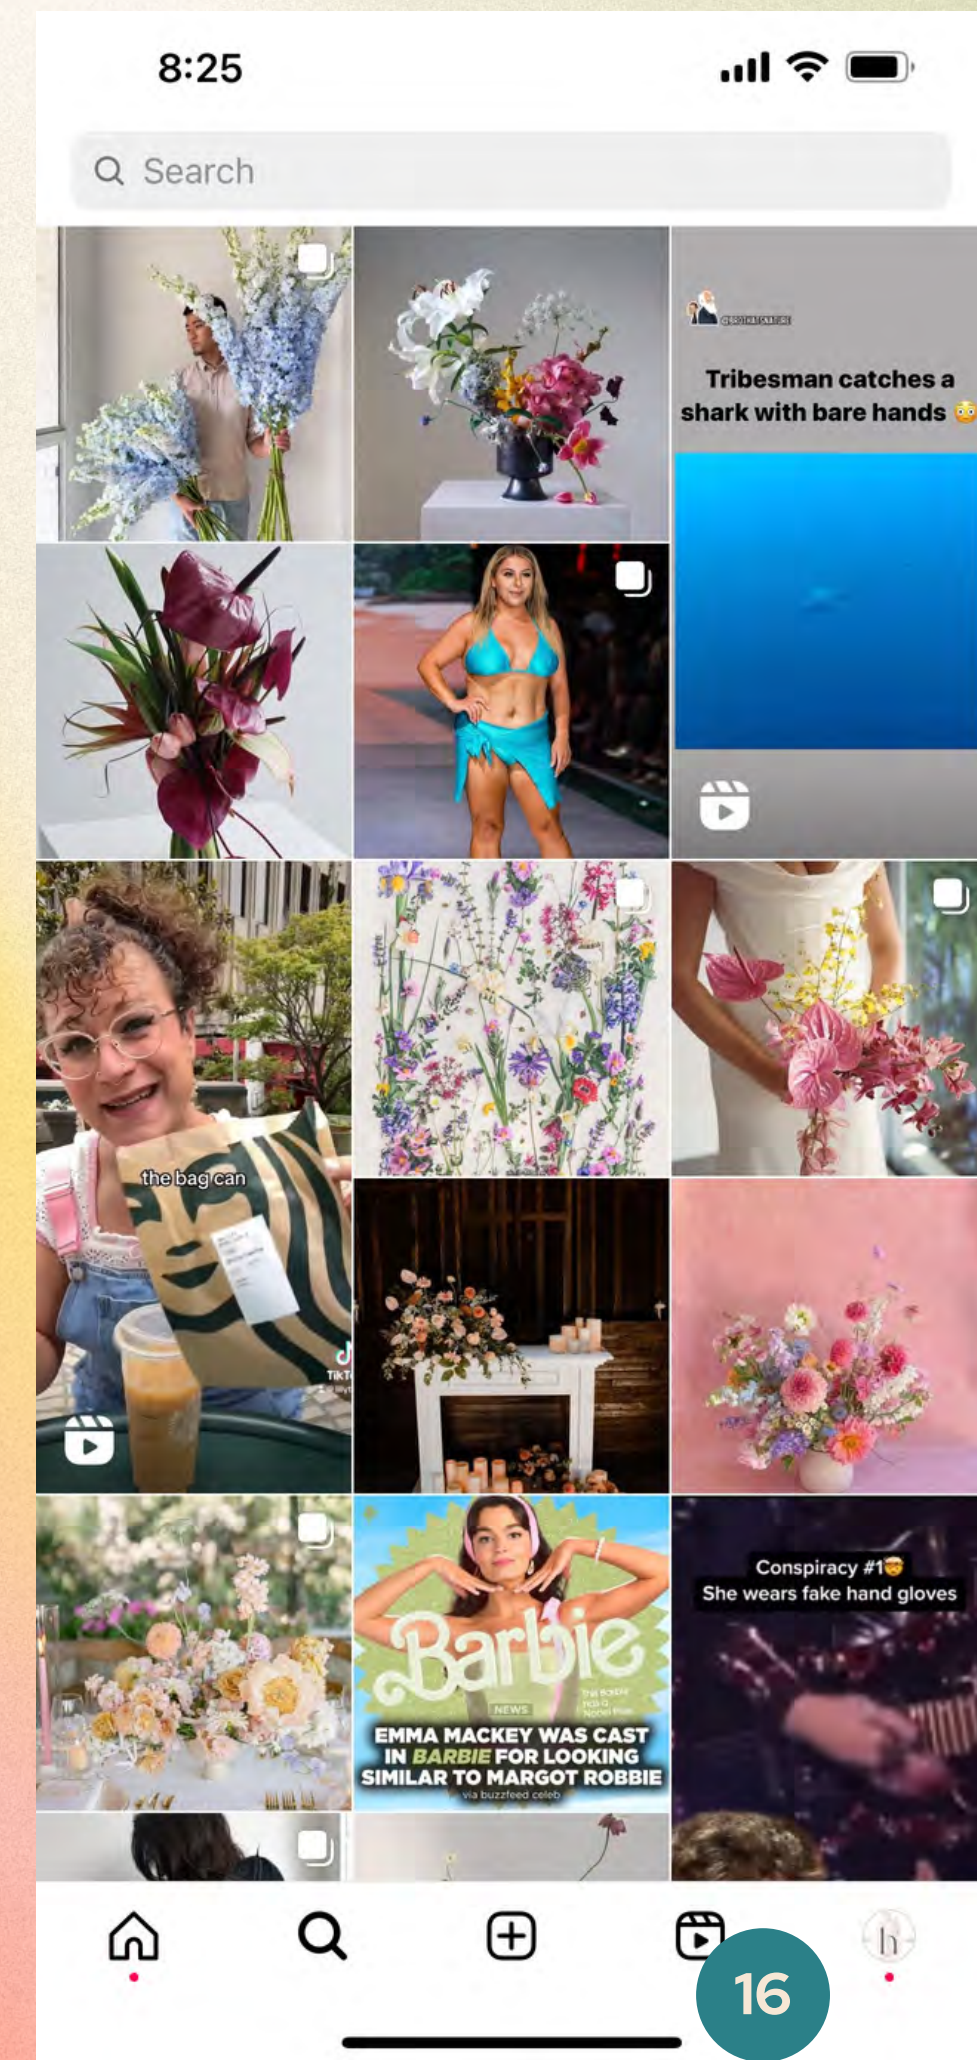 8:25
Search
Tribesman catches a
shark with bare hands 😳
the bag can
TikTo
Conspiracy #1🤯
She wears fake hand gloves
Barbie
NEWS
EMMA MACKEY WAS CAST
IN BARBIE FOR LOOKING
SIMILAR TO MARGOT ROBBIE
via buzzfeed celeb
h
16